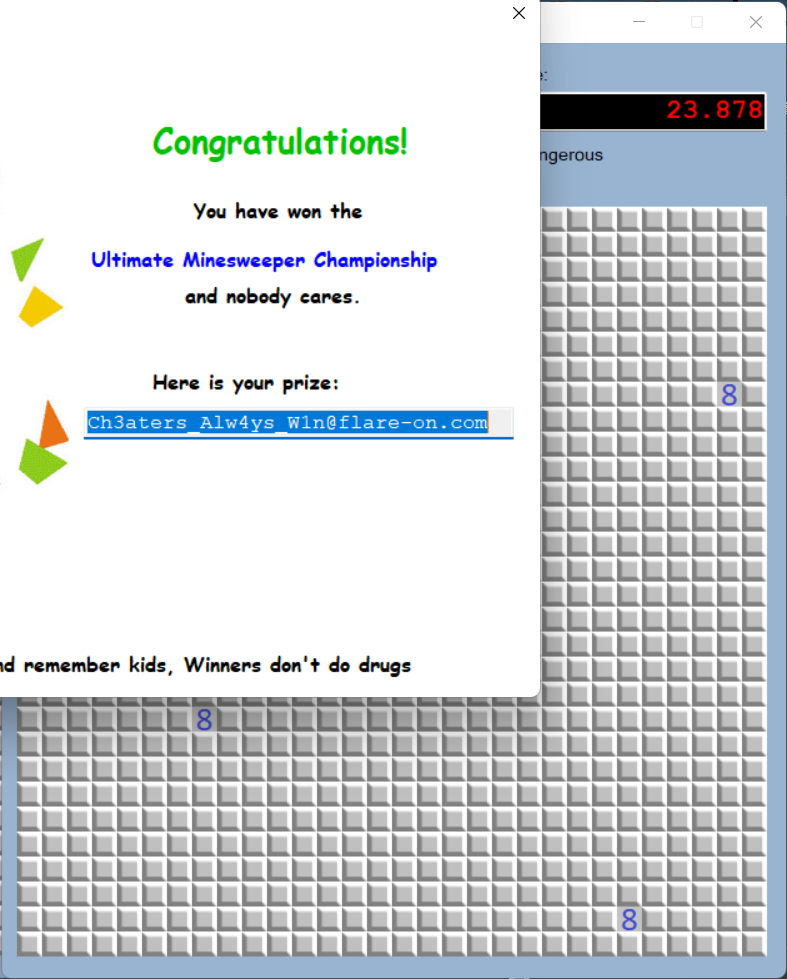 e:
23.878
ngerous
Congratulations!
You have won the
Ultimate Minesweeper Championship
and nobody cares.
Here is your prize:
Ch3aters_Alw4ys_W1n@flare-on.com
nd remember kids, Winners don't do drugs
8
8
8